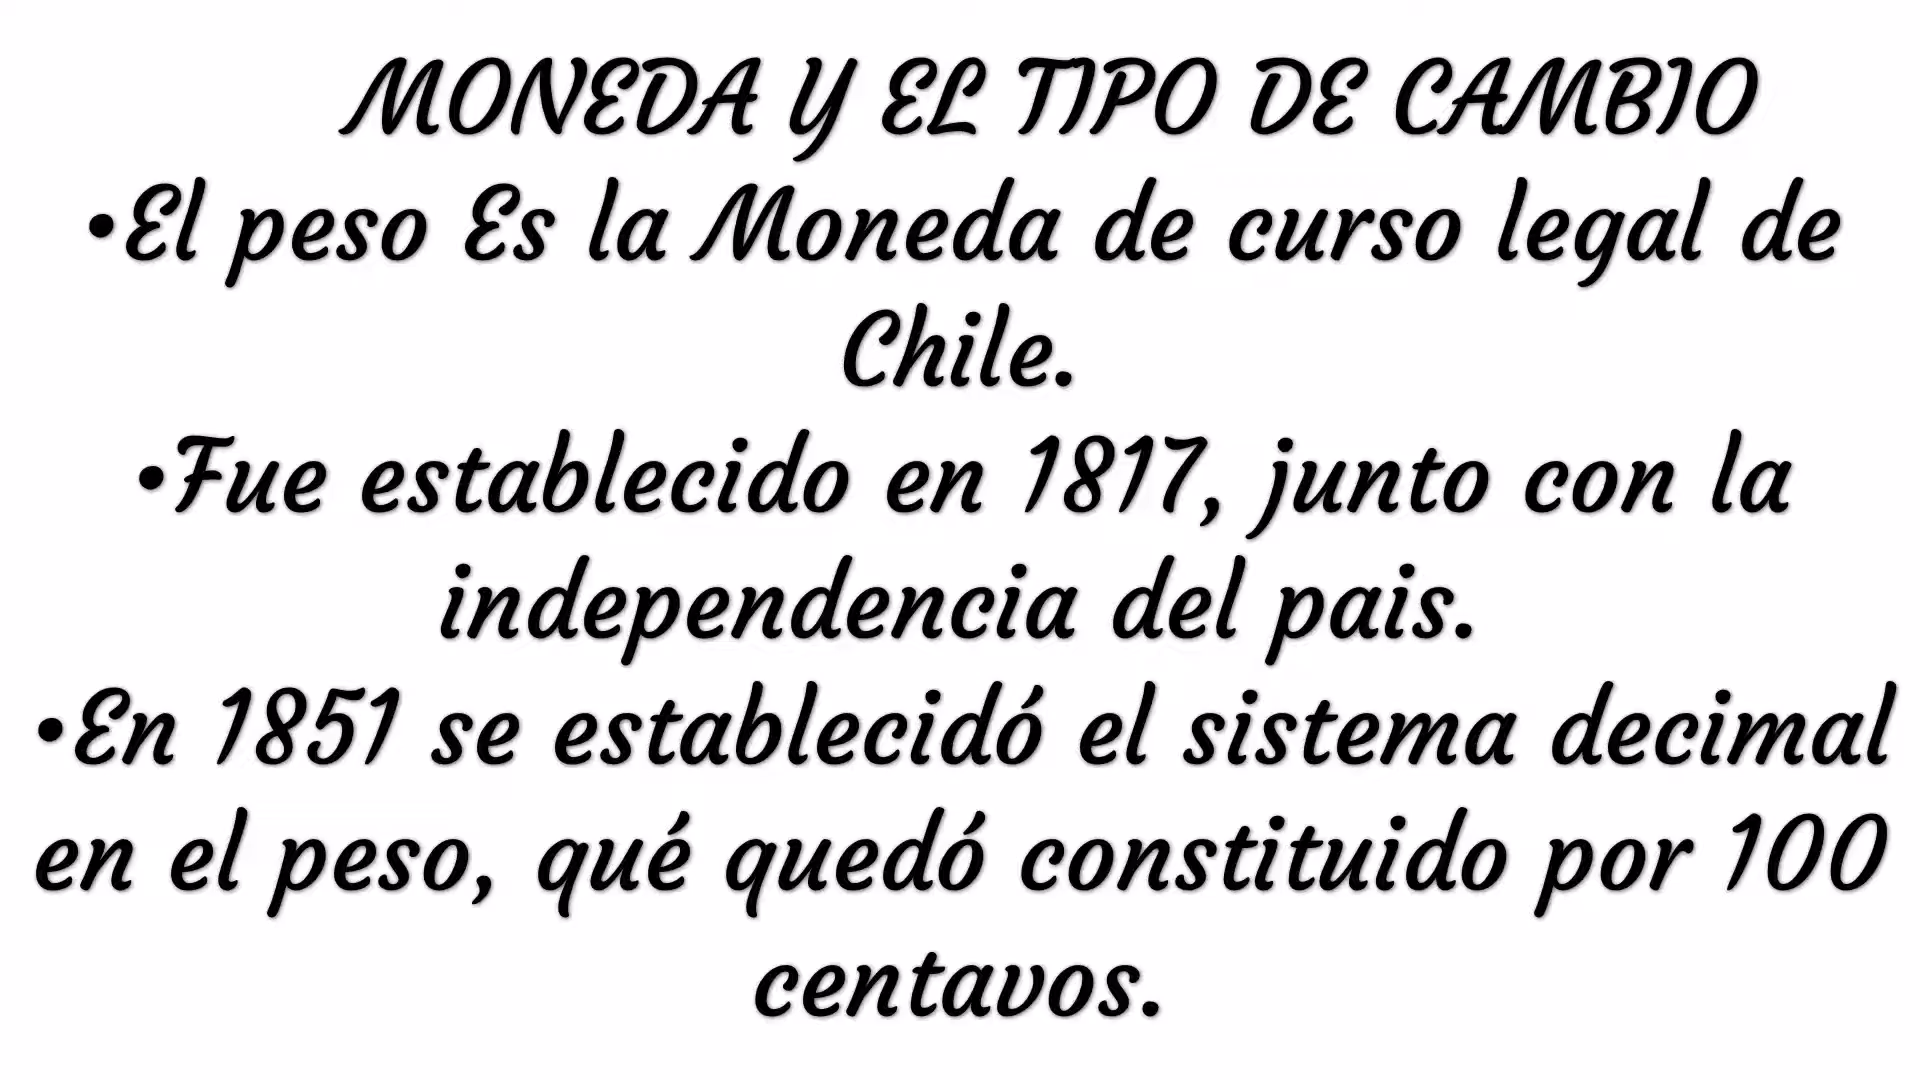 MONEDA Y EL TIPO DE CAMBIO
•El peso Es la Moneda de curso legal de
Chile.
•Fue establecido en 1817, junto con la
independencia del pais.
•En 1851 se establecidó el sistema decimal
en el peso, qué quedó constituido por 100
centavos.